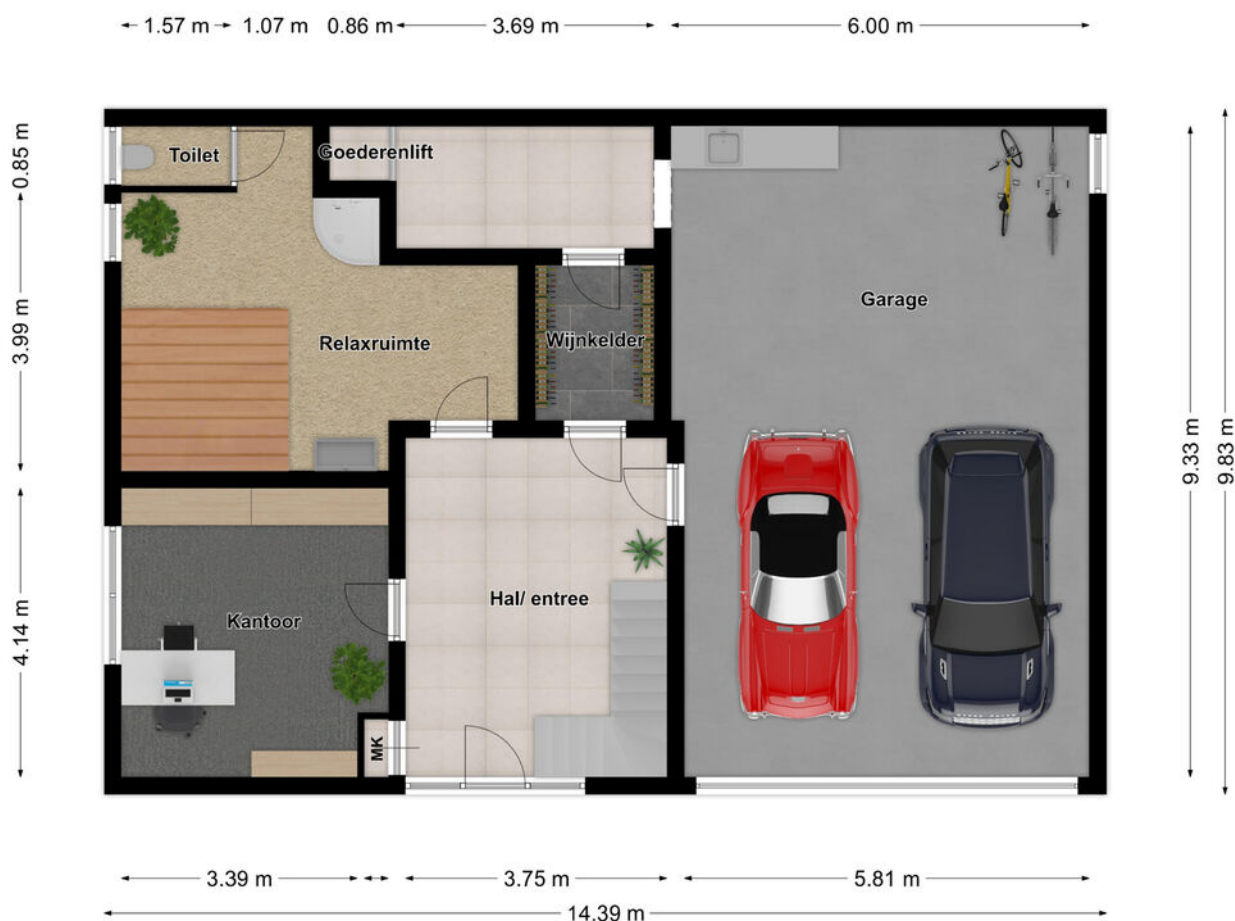 1.57 m
1.07 m
0.86 m
3.69 m
6.00 m
0.85 m
3.99 m
4.14 m
Toilet
Goederenlift
Garage
Relaxruimte
Wijnkelder
Hal/ entree
Kantoor
MK
9.33 m
9.83 m
3.39 m
3.75 m
5.81 m
14.39 m